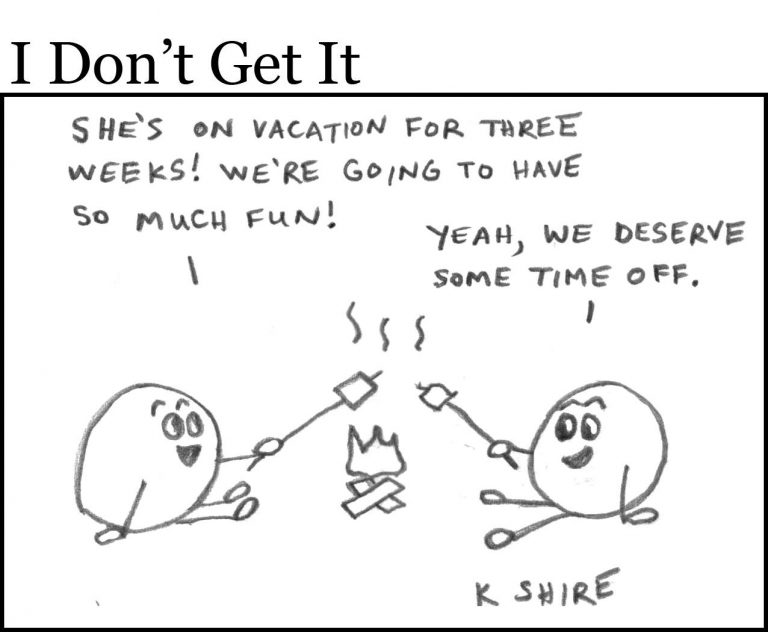 I Don’t Get It
SHE'S ON VACATION FOR THREE
WEEKS! WE'RE GOING TO HAVE
SO MUCH FUN!
YEAH, WE DESERVE
SOME TIME OFF.
K SHIRE